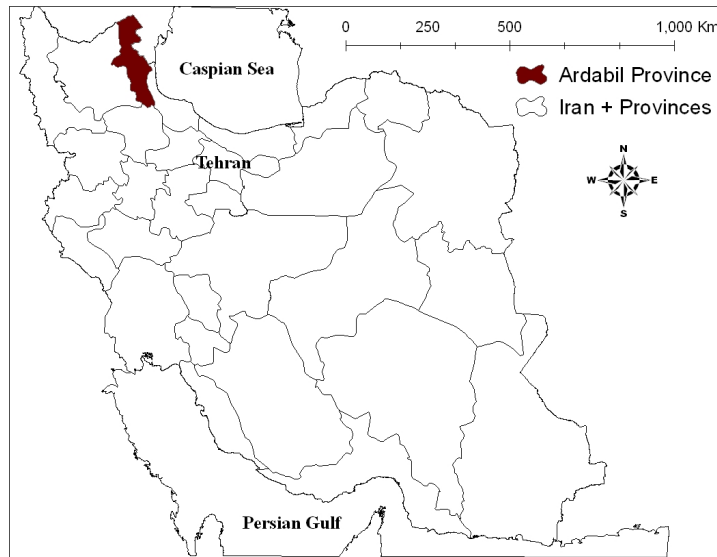 0 250 500 1,000 Km
Caspian Sea
Ardabil Province
Iran + Provinces
Tehran
N
W E
S
Persian Gulf